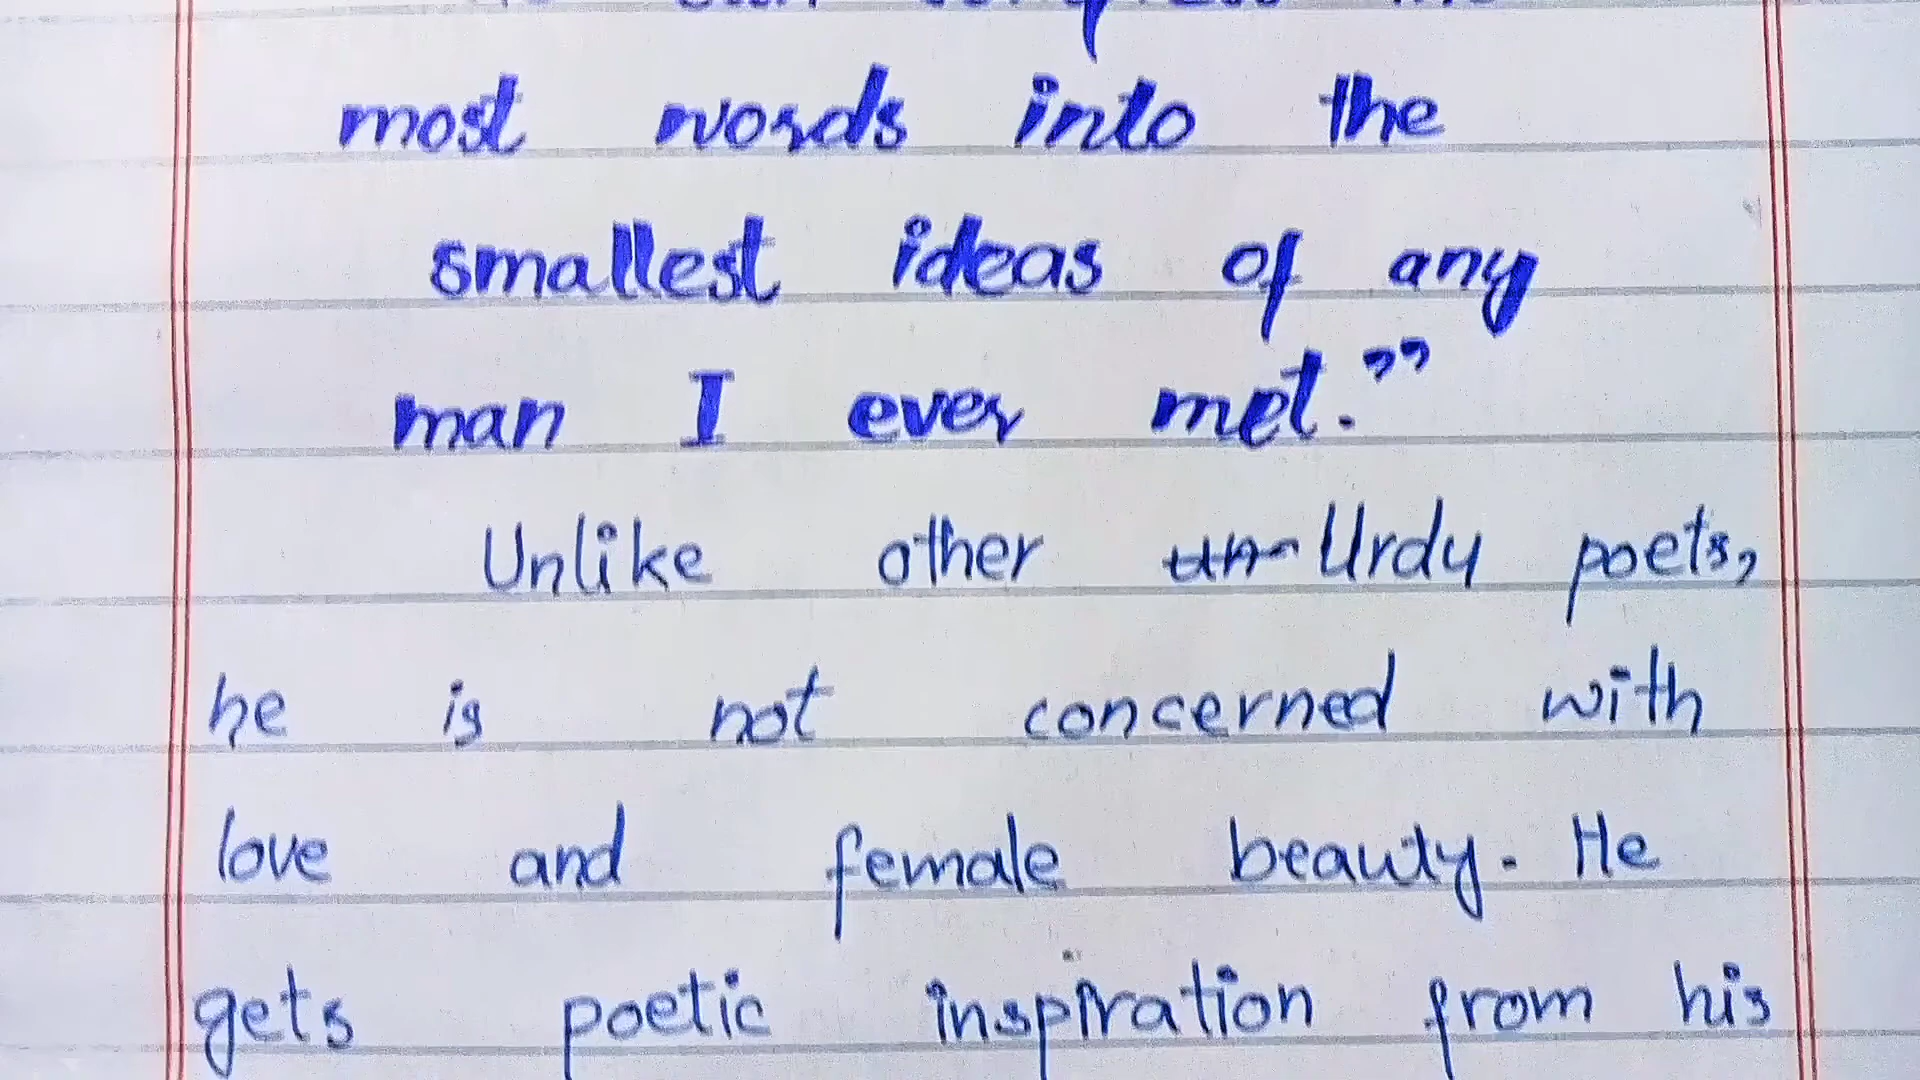 most words into the
smallest ideas of any
man I ever met.”
Unlike other Urdu poets,
he is not concerned with
love and female beauty. He
gets poetic inspiration from his